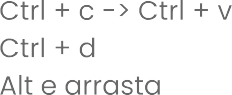 Ctrl + c -> Ctrl + v
Ctrl + d
Alt e arrasta